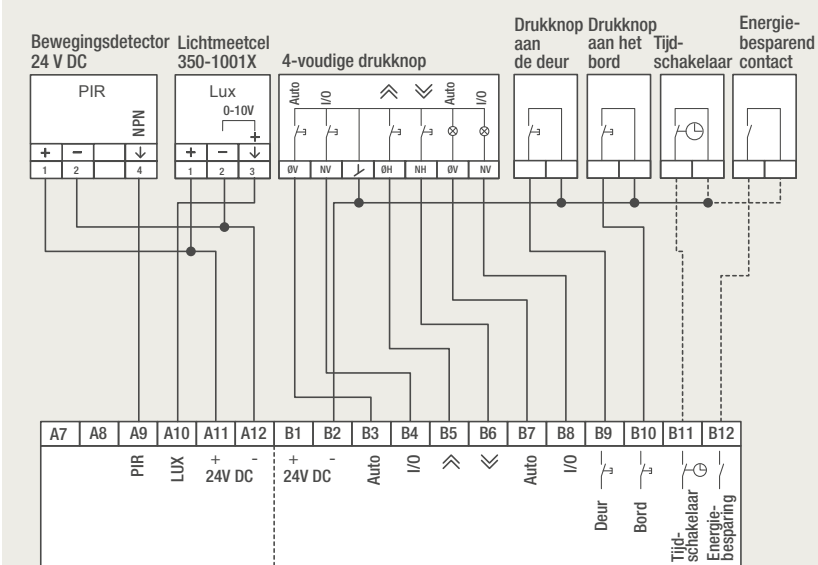 Bewegingsdetector
24 V DC
Lichtmeetcel
350-1001X
4-voudige drukknop
Drukknop
aan
de deur
Drukknop
aan het
bord
Tijd-
schakelaar
Energie-
besparend
contact
PIR
NPN
+ −
1 2 4
Lux
0-10V
+
+ −
1 2 3
Auto I/O Auto I/O
ØV NV ØH NH ØV NV
A7 A8 A9 A10 A11 A12 B1 B2 B3 B4 B5 B6 B7 B8 B9 B10 B11 B12
PIR
LUX
+ -
24V DC
+ -
24V DC
Auto
I/O
Auto
I/O
Deur
Bord
Tijd-
schakelaar
Energie-
besparing